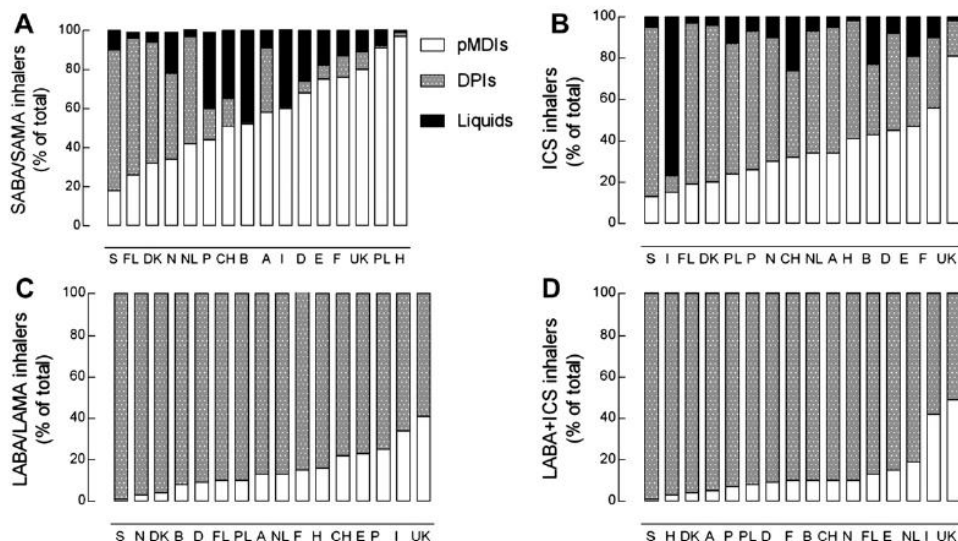 A
SABA/SAMA inhalers
(% of total)
100
80
60
40
20
0
pMDIs
DPIs
Liquids
S FL DK N NL P CH B A I D E F UK PL H
B
ICS inhalers
(% of total)
100
80
60
40
20
0
S I FL DK PL P N CH NL A H B D E F UK
C
LABA/LAMA inhalers
(% of total)
100
80
60
40
20
0
S N DK B D FL PL A NL F H CH E P I UK
D
LABA+ICS inhalers
(% of total)
100
80
60
40
20
0
S H DK A P PL D F B CH N FL E NL I UK